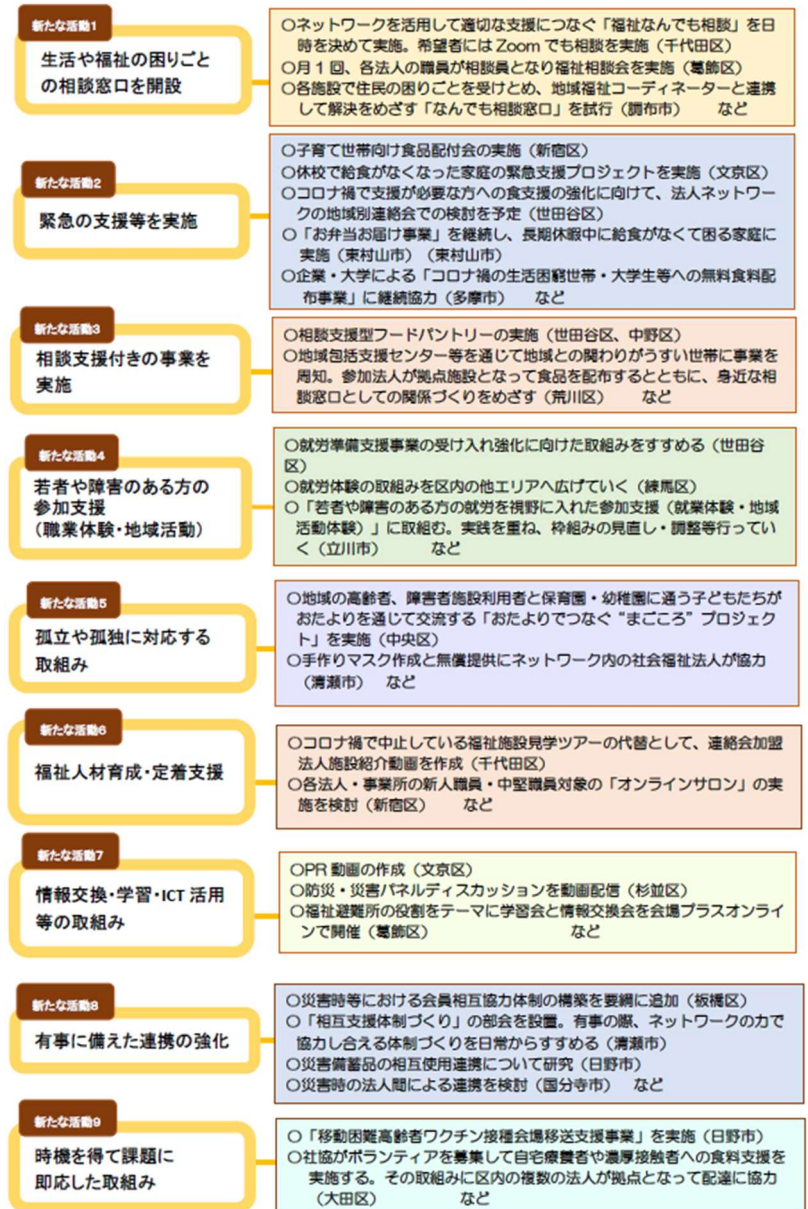 新たな活動1
生活や福祉の困りごと
の相談窓口を開設
〇ネットワークを活用して適切な支援につなぐ「福祉なんでも相談」を日
時を決めて実施。希望者には Zoom でも相談を実施（千代田区）
〇月1回、各法人の職員が相談員となり福祉相談会を実施（葛飾区）
〇各施設で住民の困りごとを受けとめ、地域福祉コーディネーターと連携
して解決をめざす「なんでも相談窓口」を試行（調布市）　　など
新たな活動2
緊急の支援等を実施
〇子育て世帯向け食品配付会の実施（新宿区）
〇休校で給食がなくなった家庭の緊急支援プロジェクトを実施（文京区）
〇コロナ禍で支援が必要な方への食支援の強化に向けて、法人ネットワー
クの地域別連絡会での検討を予定（世田谷区）
〇「お弁当お届け事業」を継続し、長期休暇中に給食がなくて困る家庭に
実施（東村山市）（東村山市）
〇企業・大学による「コロナ禍の生活困窮世帯・大学生等への無料食料配
布事業」に継続協力（多摩市）　など
新たな活動3
相談支援付きの事業を
実施
〇相談支援型フードパントリーの実施（世田谷区、中野区）
〇地域包括支援センター等を通じて地域との関わりがうすい世帯に事業を
周知。参加法人が拠点施設となって食品を配布するとともに、身近な相
談窓口としての関係づくりをめざす（荒川区）　　など
新たな活動4
若者や障害のある方の
参加支援
（職業体験・地域活動）
〇就労準備支援事業の受け入れ強化に向けた取組みをすすめる（世田谷
区）
〇就労体験の取組みを区内の他エリアへ広げていく（練馬区）
〇「若者や障害のある方の就労を視野に入れた参加支援（就業体験・地域
活動体験）」に取組む。実践を重ね、枠組みの見直し・調整等行ってい
く（立川市）　　　など
新たな活動5
孤立や孤独に対応する
取組み
〇地域の高齢者、障害者施設利用者と保育園・幼稚園に通う子どもたちが
おたよりを通じて交流する「おたよりでつなぐ“まごころ”プロジェク
ト」を実施（中央区）
〇手作りマスク作成と無償提供にネットワーク内の社会福祉法人が協力
（清瀬市）　など
新たな活動6
福祉人材育成・定着支援
〇コロナ禍で中止している福祉施設見学ツアーの代替として、連絡会加盟
法人施設紹介動画を作成（千代田区）
〇各法人・事業所の新人職員・中堅職員対象の「オンラインサロン」の実
施を検討（新宿区）　　など
新たな活動7
情報交換・学習・ICT 活用
等の取組み
〇PR 動画の作成（文京区）
〇防災・災害パネルディスカッションを動画配信（杉並区）
〇福祉避難所の役割をテーマに学習会と情報交換会を会場プラスオンライ
ンで開催（葛飾区）　　　　　　　　など
新たな活動8
有事に備えた連携の強化
〇災害時等における会員相互協力体制の構築を要綱に追加（板橋区）
〇「相互支援体制づくり」の部会を設置。有事の際、ネットワークの力で
協力し合える体制づくりを日常からすすめる（清瀬市）
〇災害備蓄品の相互使用連携について研究（日野市）
〇災害時の法人間による連携を検討（国分寺市）　など
新たな活動9
時機を得て課題に
即応した取組み
〇「移動困難高齢者ワクチン接種会場移送支援事業」を実施（日野市）
〇社協がボランティアを募集して自宅療養者や濃厚接触者への食料支援を
実施する。その取組みに区内の複数の法人が拠点となって配達に協力
（大田区）　　　　　など